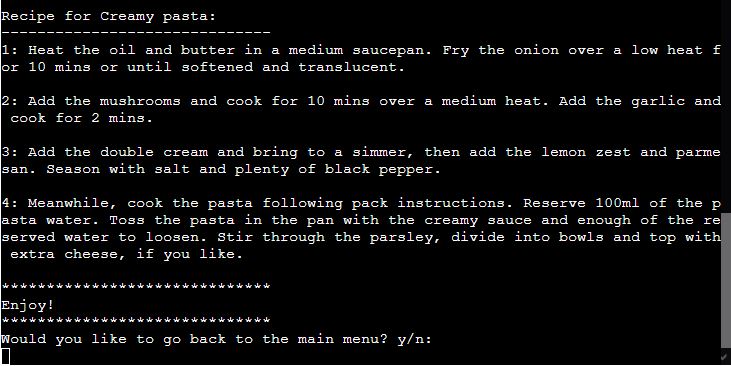 Recipe for Creamy pasta:
------------------------------
1: Heat the oil and butter in a medium saucepan. Fry the onion over a low heat f
or 10 mins or until softened and translucent.
2: Add the mushrooms and cook for 10 mins over a medium heat. Add the garlic and
 cook for 2 mins.
3: Add the double cream and bring to a simmer, then add the lemon zest and parme
san. Season with salt and plenty of black pepper.
4: Meanwhile, cook the pasta following pack instructions. Reserve 100ml of the p
asta water. Toss the pasta in the pan with the creamy sauce and enough of the re
served water to loosen. Stir through the parsley, divide into bowls and top with
 extra cheese, if you like.
******************************
Enjoy!
******************************
Would you like to go back to the main menu? y/n: